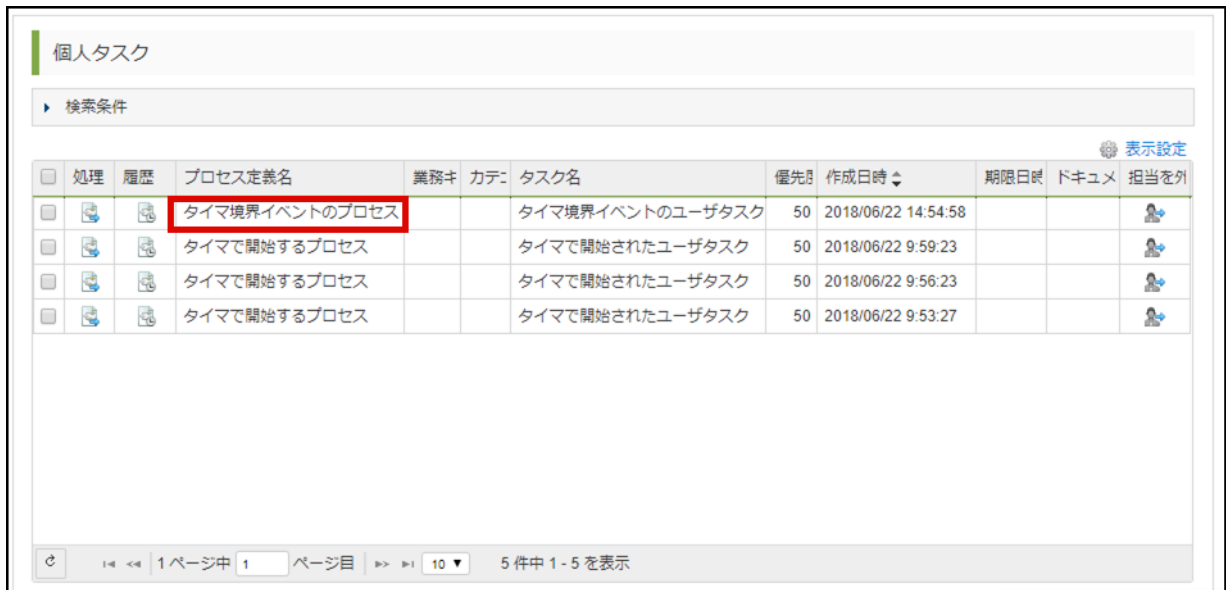 個人タスク
検索条件
表示設定
処理 履歴 プロセス定義名 業務キ カテゴ タスク名 優先度 作成日時 期限日時 ドキュメ 担当を外
タイマ境界イベントのプロセス タイマ境界イベントのユーザタスク 50 2018/06/22 14:54:58
タイマで開始するプロセス タイマで開始されたユーザタスク 50 2018/06/22 9:59:23
タイマで開始するプロセス タイマで開始されたユーザタスク 50 2018/06/22 9:56:23
タイマで開始するプロセス タイマで開始されたユーザタスク 50 2018/06/22 9:53:27
1 ページ中 1 ページ目 10 5 件中 1 - 5 を表示